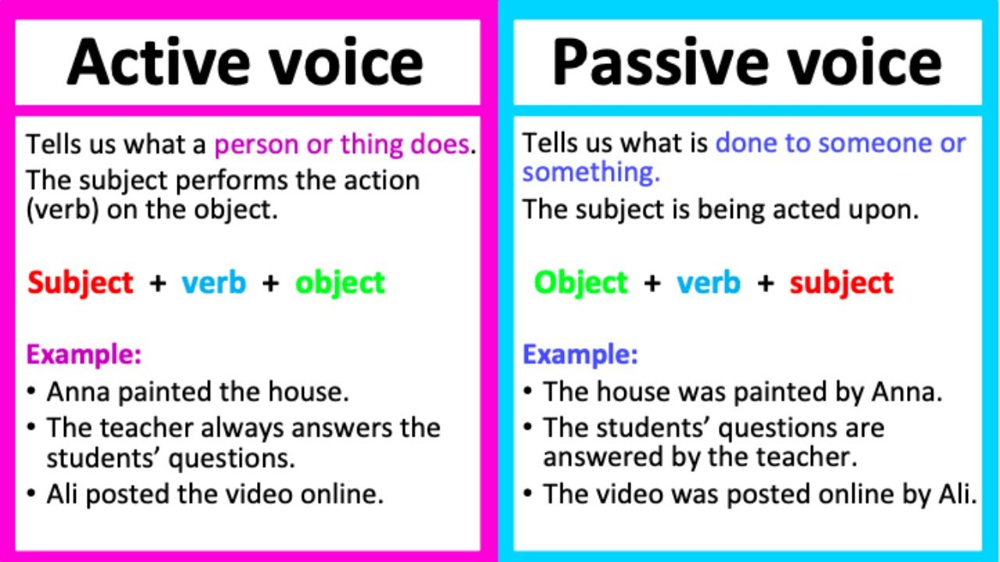 Active voice
Tells us what a person or thing does.
The subject performs the action
(verb) on the object.
Subject + verb + object
Example:
• Anna painted the house.
• The teacher always answers the
students’ questions.
• Ali posted the video online.
Passive voice
Tells us what is done to someone or
something.
The subject is being acted upon.
Object + verb + subject
Example:
• The house was painted by Anna.
• The students’ questions are
answered by the teacher.
• The video was posted online by Ali.